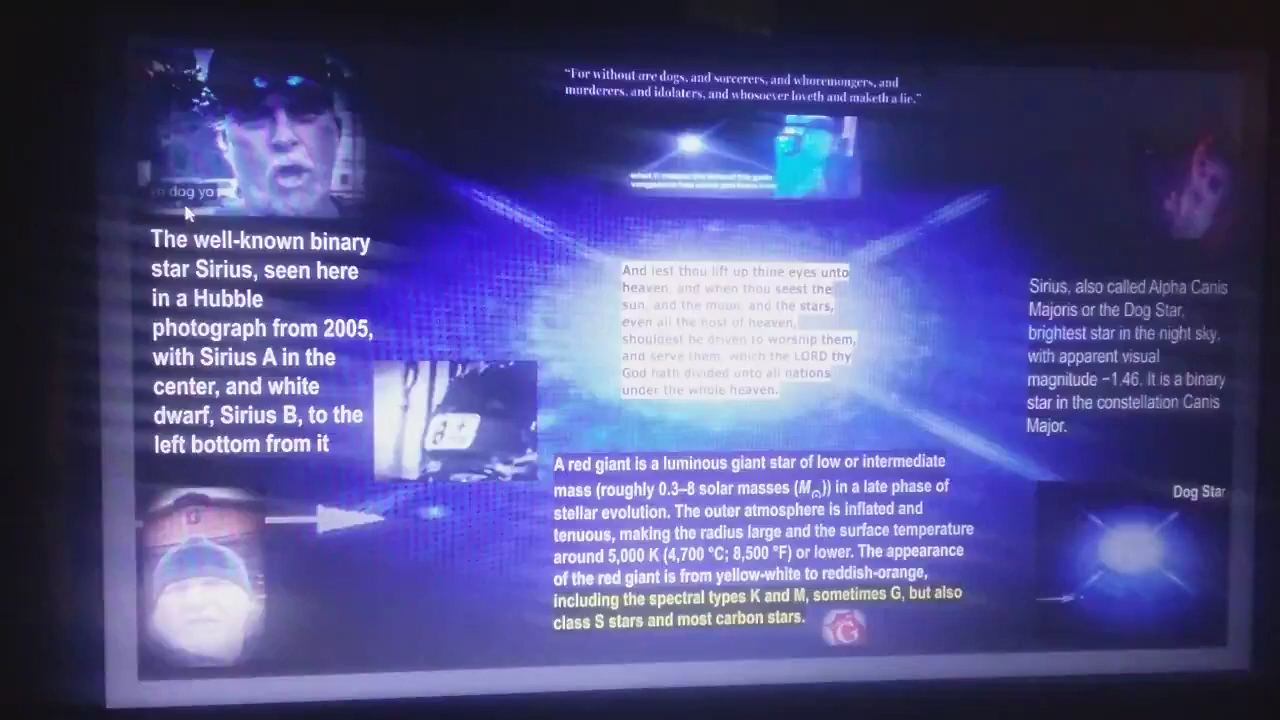 "For without are dogs, and sorcerers, and whoremongers, and
murderers, and idolaters, and whosoever loveth and maketh a lie."
dog yo
The well-known binary
star Sirius, seen here
in a Hubble
photograph from 2005,
with Sirius A in the
center, and white
dwarf, Sirius B, to the
left bottom from it
And lest thou lift up thine eyes unto
heaven, and when thou seest the
sun, and the moon, and the stars,
even all the host of heaven,
shouldest be driven to worship them,
and serve them, which the LORD thy
God hath divided unto all nations
under the whole heaven.
Sirius, also called Alpha Canis
Majoris or the Dog Star,
brightest star in the night sky,
with apparent visual
magnitude −1.46. It is a binary
star in the constellation Canis
Major.
A red giant is a luminous giant star of low or intermediate
mass (roughly 0.3–8 solar masses (M☉)) in a late phase of
stellar evolution. The outer atmosphere is inflated and
tenuous, making the radius large and the surface temperature
around 5,000 K (4,700 °C; 8,500 °F) or lower. The appearance
of the red giant is from yellow-white to reddish-orange,
including the spectral types K and M, sometimes G, but also
class S stars and most carbon stars.
G
Dog Star